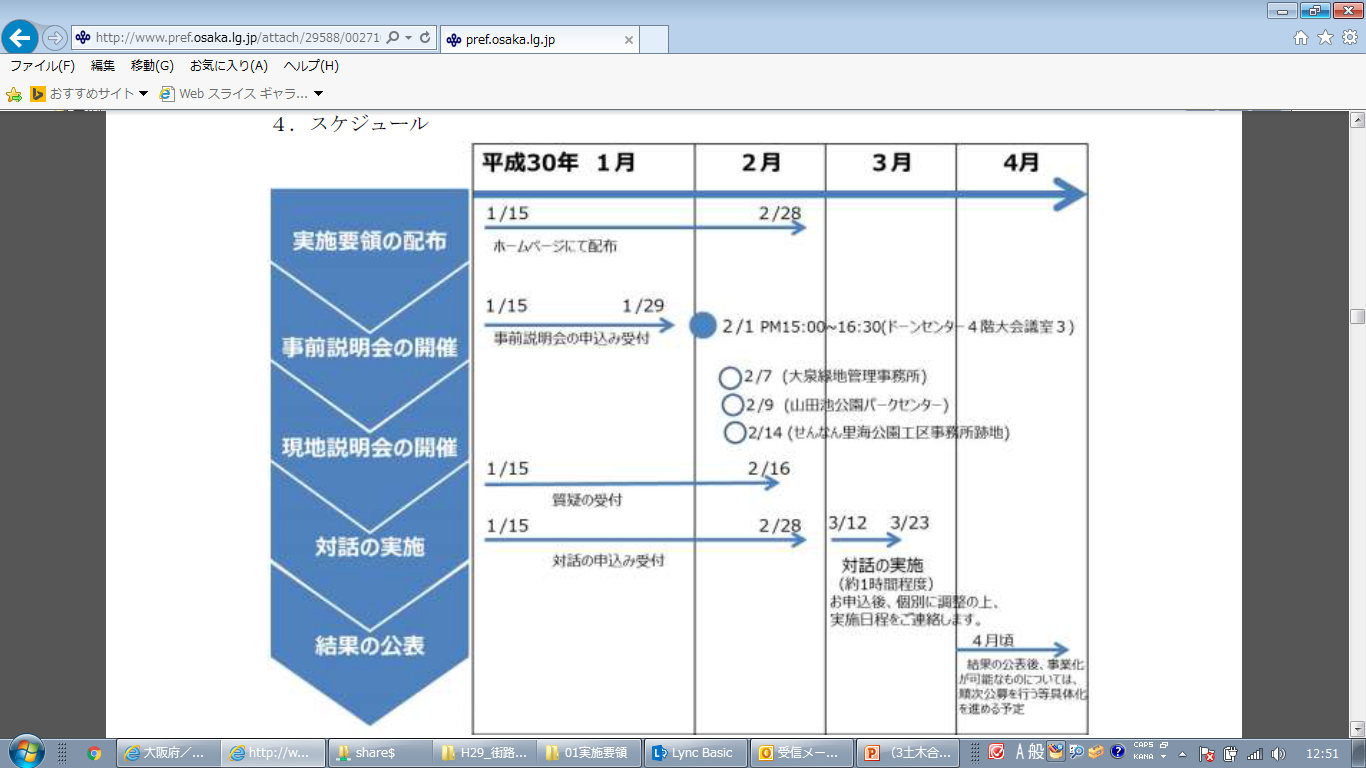 http://www.pref.osaka.lg.jp/attach/29588/00271
pref.osaka.lg.jp
ファイル(F) 編集 移動(G) お気に入り(A) ヘルプ(H)
おすすめサイト Web スライス ギャラ...
４．スケジュール
平成30年 1月 2月 3月 4月
実施要領の配布
1/15 2/28
ホームページにて配布
事前説明会の開催
1/15 1/29
事前説明会の申込み受付
2/1 PM15:00~16:30(ドーンセンター４階大会議室３)
現地説明会の開催
2/7 (大泉緑地管理事務所)
2/9 (山田池公園パークセンター)
2/14 (せんなん里海公園工区事務所跡地)
1/15 2/16
質疑の受付
対話の実施
1/15 2/28
対話の申込み受付
3/12 3/23
対話の実施
（約1時間程度）
お申込後、個別に調整の上、
実施日程をご連絡します。
結果の公表
４月頃
結果の公表後、事業化
が可能なものについては、
順次公募を行う等具体化
を進める予定
大阪府／... http://w... share$ H29_街路... 01実施要領 Lync Basic 受信メー... （3土木合... A 般 CAPS KANA 12:51